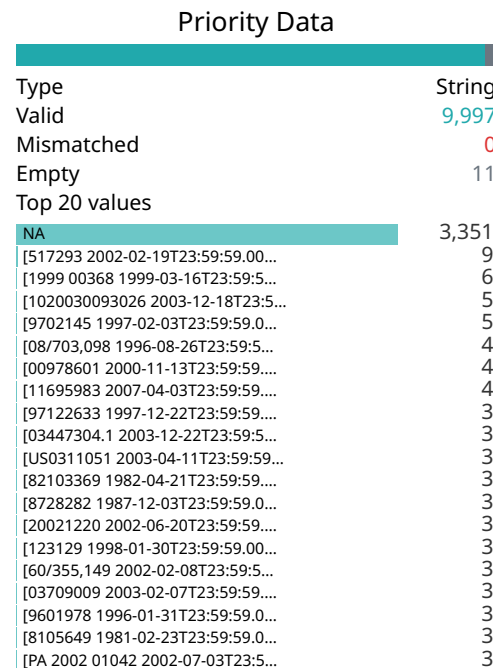 Priority Data
Type String
Valid 9,997
Mismatched 0
Empty 11
Top 20 values
NA 3,351
[517293 2002-02-19T23:59:59.00... 9
[1999 00368 1999-03-16T23:59:5... 6
[1020030093026 2003-12-18T23:5... 5
[9702145 1997-02-03T23:59:59.0... 5
[08/703,098 1996-08-26T23:59:5... 4
[00978601 2000-11-13T23:59:59.... 4
[11695983 2007-04-03T23:59:59.... 4
[97122633 1997-12-22T23:59:59.... 3
[03447304.1 2003-12-22T23:59:5... 3
[US0311051 2003-04-11T23:59:59... 3
[82103369 1982-04-21T23:59:59.... 3
[8728282 1987-12-03T23:59:59.0... 3
[20021220 2002-06-20T23:59:59.... 3
[123129 1998-01-30T23:59:59.00... 3
[60/355,149 2002-02-08T23:59:5... 3
[03709009 2003-02-07T23:59:59.... 3
[9601978 1996-01-31T23:59:59.0... 3
[8105649 1981-02-23T23:59:59.0... 3
[PA 2002 01042 2002-07-03T23:5... 3